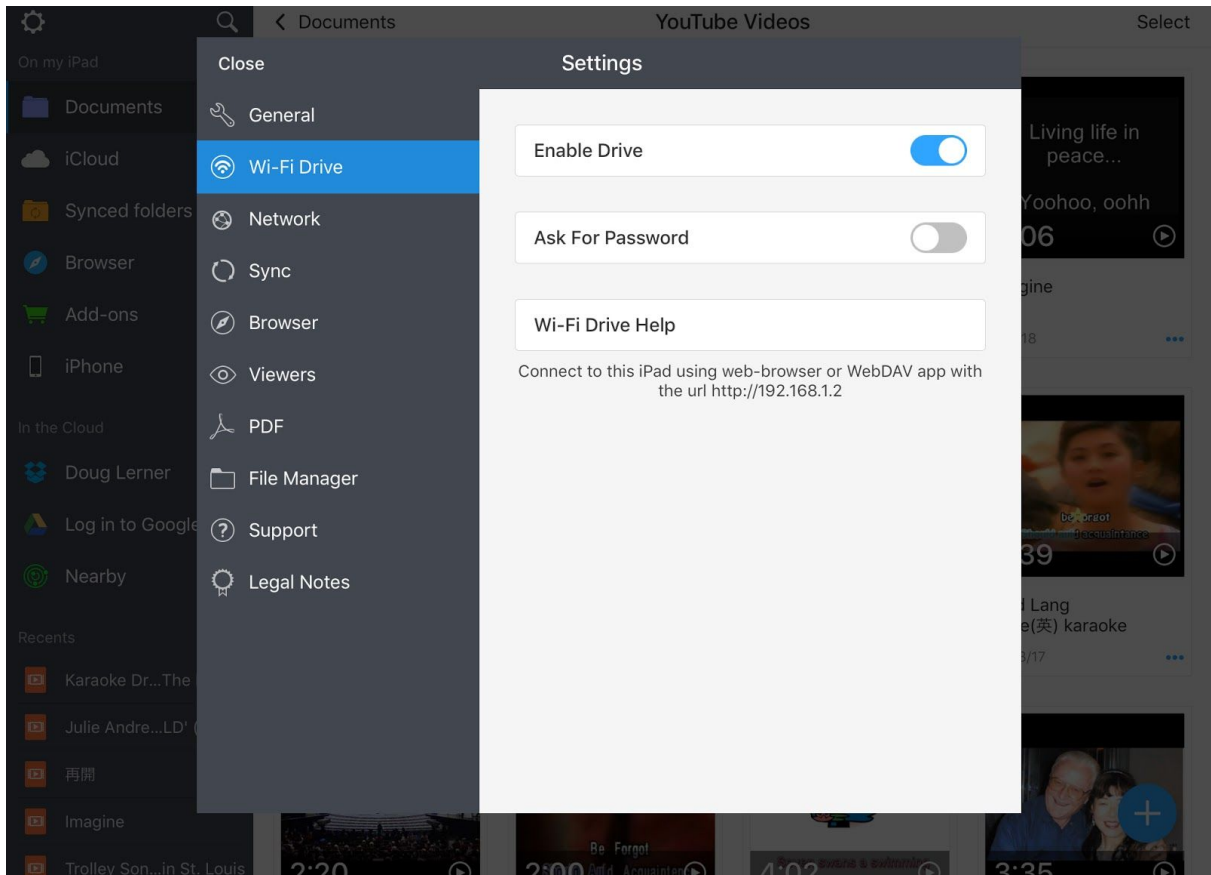 Documents
YouTube Videos
Select
On my iPad
Documents
iCloud
Synced folders
Browser
Add-ons
iPhone
In the Cloud
Doug Lerner
Log in to Google
Nearby
Recents
Karaoke Dr...The
Julie Andre...LD' (
再開
Imagine
Trolley Son...in St. Louis
Close
Settings
General
Wi-Fi Drive
Network
Sync
Browser
Viewers
PDF
File Manager
Support
Legal Notes
Enable Drive
Ask For Password
Wi-Fi Drive Help
Connect to this iPad using web-browser or WebDAV app with
the url http://192.168.1.2
Living life in
peace...
Yoohoo, oohh
06
gine
18
39
d Lang
e(英) karaoke
3/17
2:20
Be Forgot
2:00
4:02
3:35